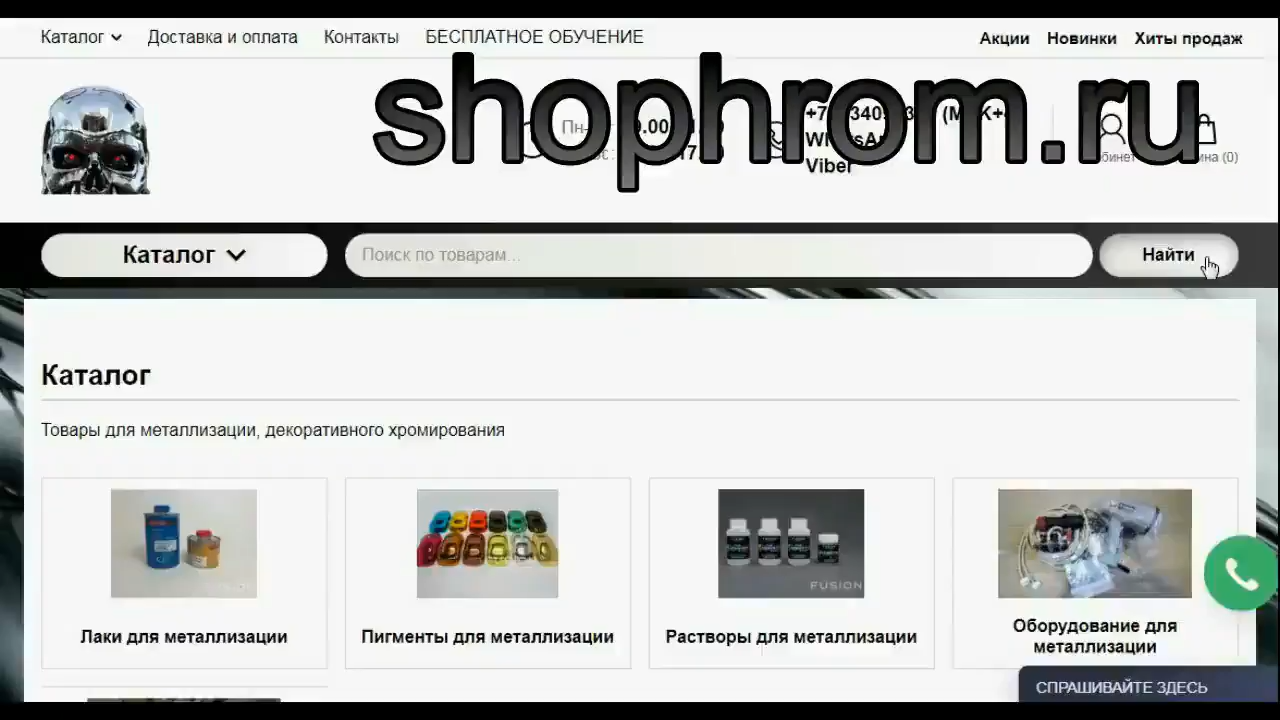 Каталог
Доставка и оплата
Контакты
БЕСПЛАТНОЕ ОБУЧЕНИЕ
Акции
Новинки
Хиты продаж
shophrom.ru
Viber
Каталог
Поиск по товарам...
Найти
Каталог
Товары для металлизации, декоративного хромирования
FUSION
Лаки для металлизации
Пигменты для металлизации
Растворы для металлизации
Оборудование для
металлизации
СПРАШИВАЙТЕ ЗДЕСЬ